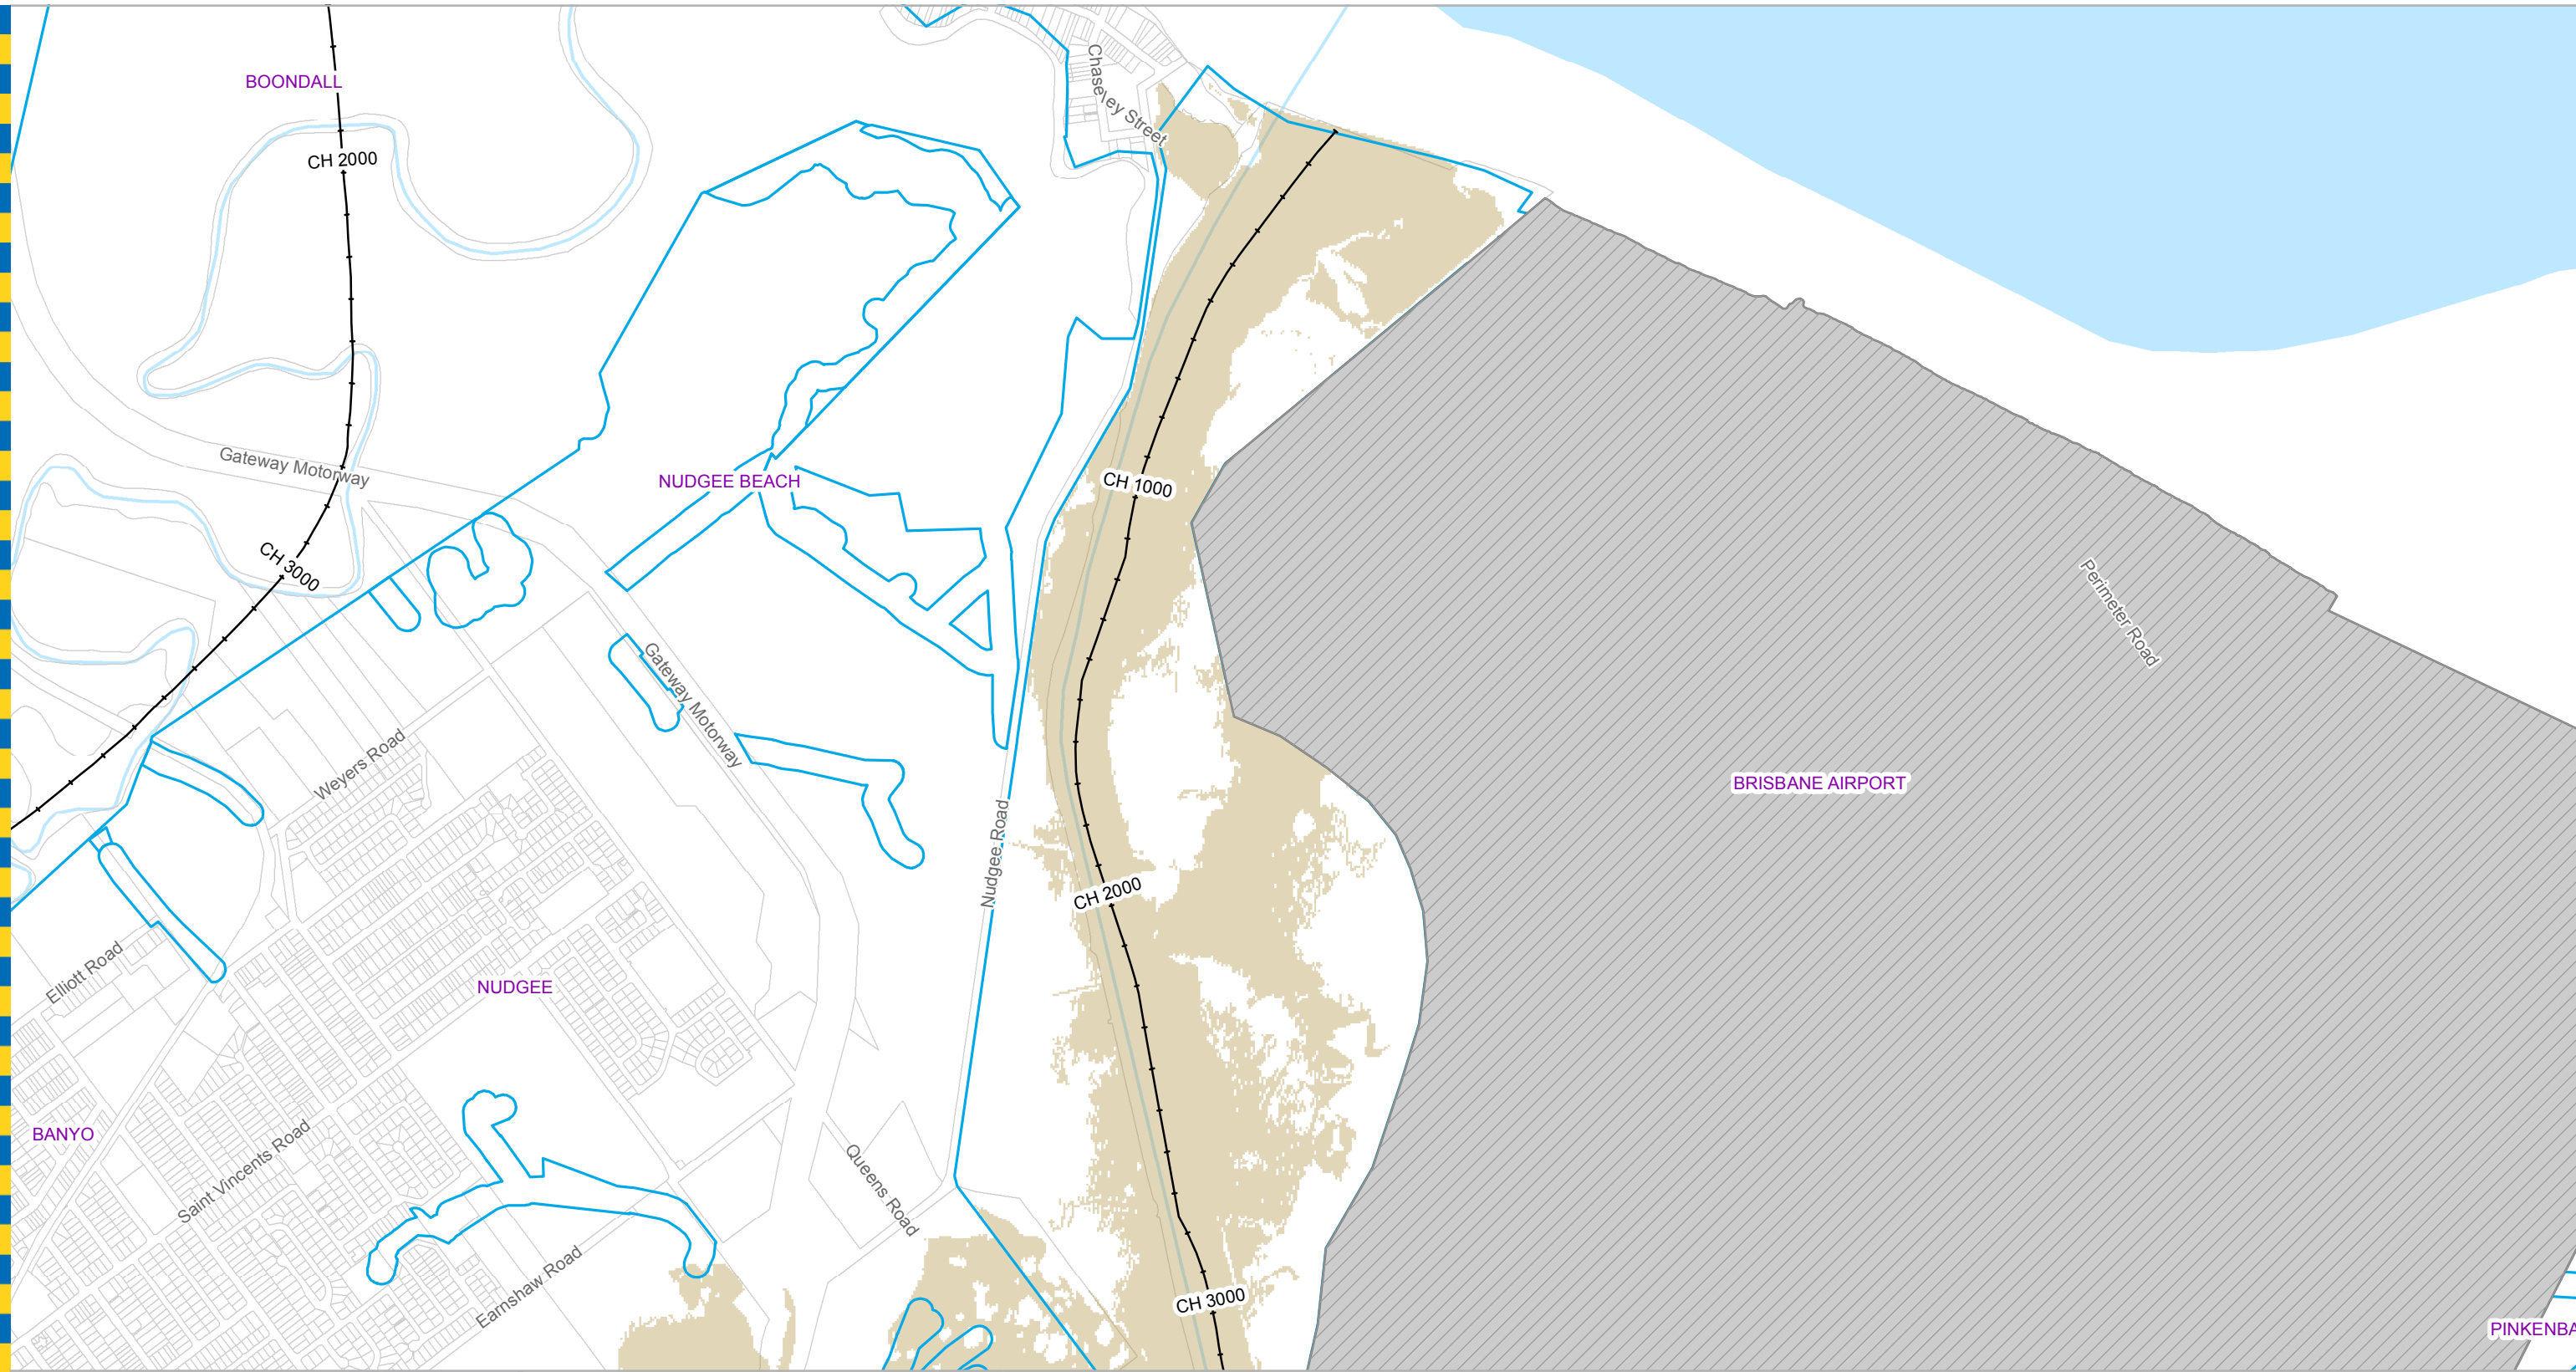 Chaseley Street
BOONDALL
CH 2000
Gateway Motorway
NUDGEE BEACH
CH 1000
CH 3000
Perimeter Road
Gateway Motorway
Weyers Road
BRISBANE AIRPORT
Nudgee Road
CH 2000
Elliott Road
NUDGEE
BANYO
Saint Vincents Road
Queens Road
Earnshaw Road
CH 3000
PINKENBA